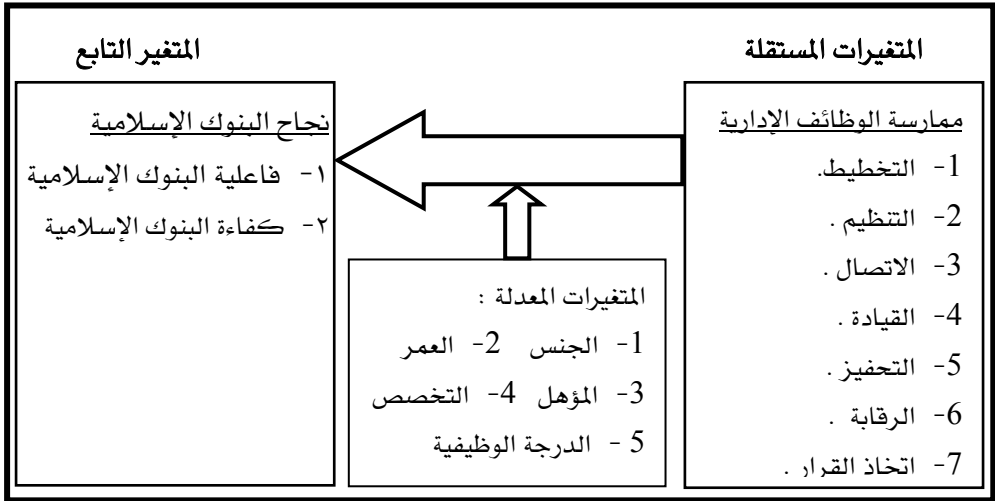 المتغيرات المستقلة
ممارسة الوظائف الإدارية
1- التخطيط.
2- التنظيم .
3- الاتصال .
4- القيادة .
5- التحفيز .
6- الرقابة .
7- اتخاذ القرار .
المتغير التابع
نجاح البنوك الإسلامية
١- فاعلية البنوك الإسلامية
٢- كفاءة البنوك الإسلامية
المتغيرات المعدلة :
1- الجنس 2- العمر
3- المؤهل 4- التخصص
5 - الدرجة الوظيفية